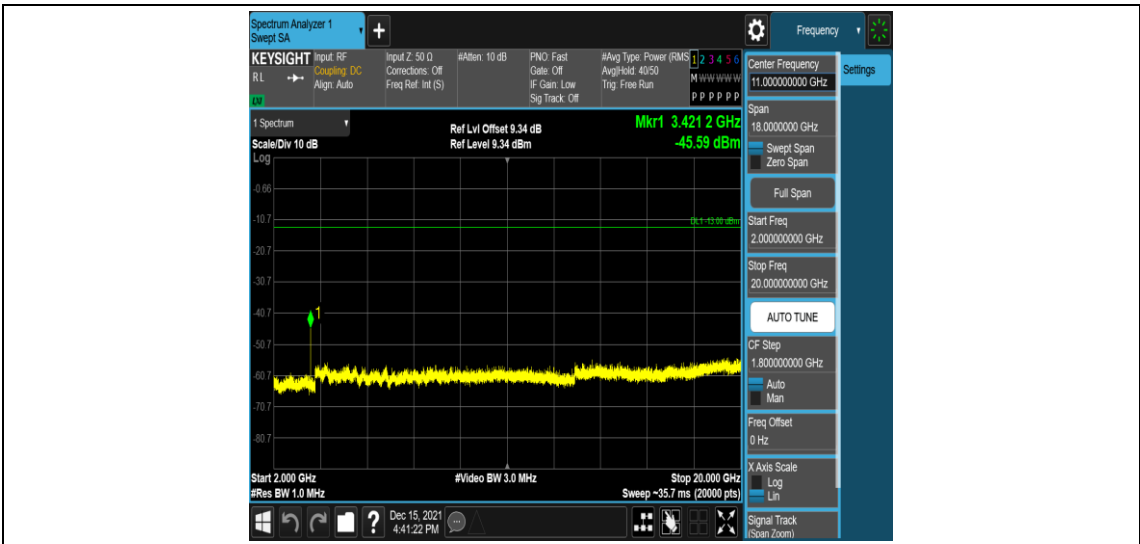 Spectrum Analyzer 1
Swept SA
+
Frequency
KEYSIGHT
RL
LXI
Input: RF
Coupling: DC
Align: Auto
Input Z: 50 Ω
Corrections: Off
Freq Ref: Int (S)
#Atten: 10 dB
PNO: Fast
Gate: Off
IF Gain: Low
Sig Track: Off
#Avg Type: Power (RMS
Avg|Hold: 40/50
Trig: Free Run
1 2 3 4 5 6
M W W W W W
P P P P P P
Center Frequency
11.000000000 GHz
Settings
1 Spectrum
Scale/Div 10 dB
Ref Lvl Offset 9.34 dB
Ref Level 9.34 dBm
Mkr1 3.421 2 GHz
-45.59 dBm
Log
-0.66
-10.7
-20.7
-30.7
-40.7
-50.7
-60.7
-70.7
-80.7
DL1 -13.00 dBm
1
Start 2.000 GHz
#Res BW 1.0 MHz
#Video BW 3.0 MHz
Stop 20.000 GHz
Sweep ~35.7 ms (20000 pts)
Span
18.0000000 GHz
Swept Span
Zero Span
Full Span
Start Freq
2.000000000 GHz
Stop Freq
20.000000000 GHz
AUTO TUNE
CF Step
1.800000000 GHz
Auto
Man
Freq Offset
0 Hz
X Axis Scale
Log
Lin
Signal Track
(Span Zoom)
?
Dec 15, 2021
4:41:22 PM